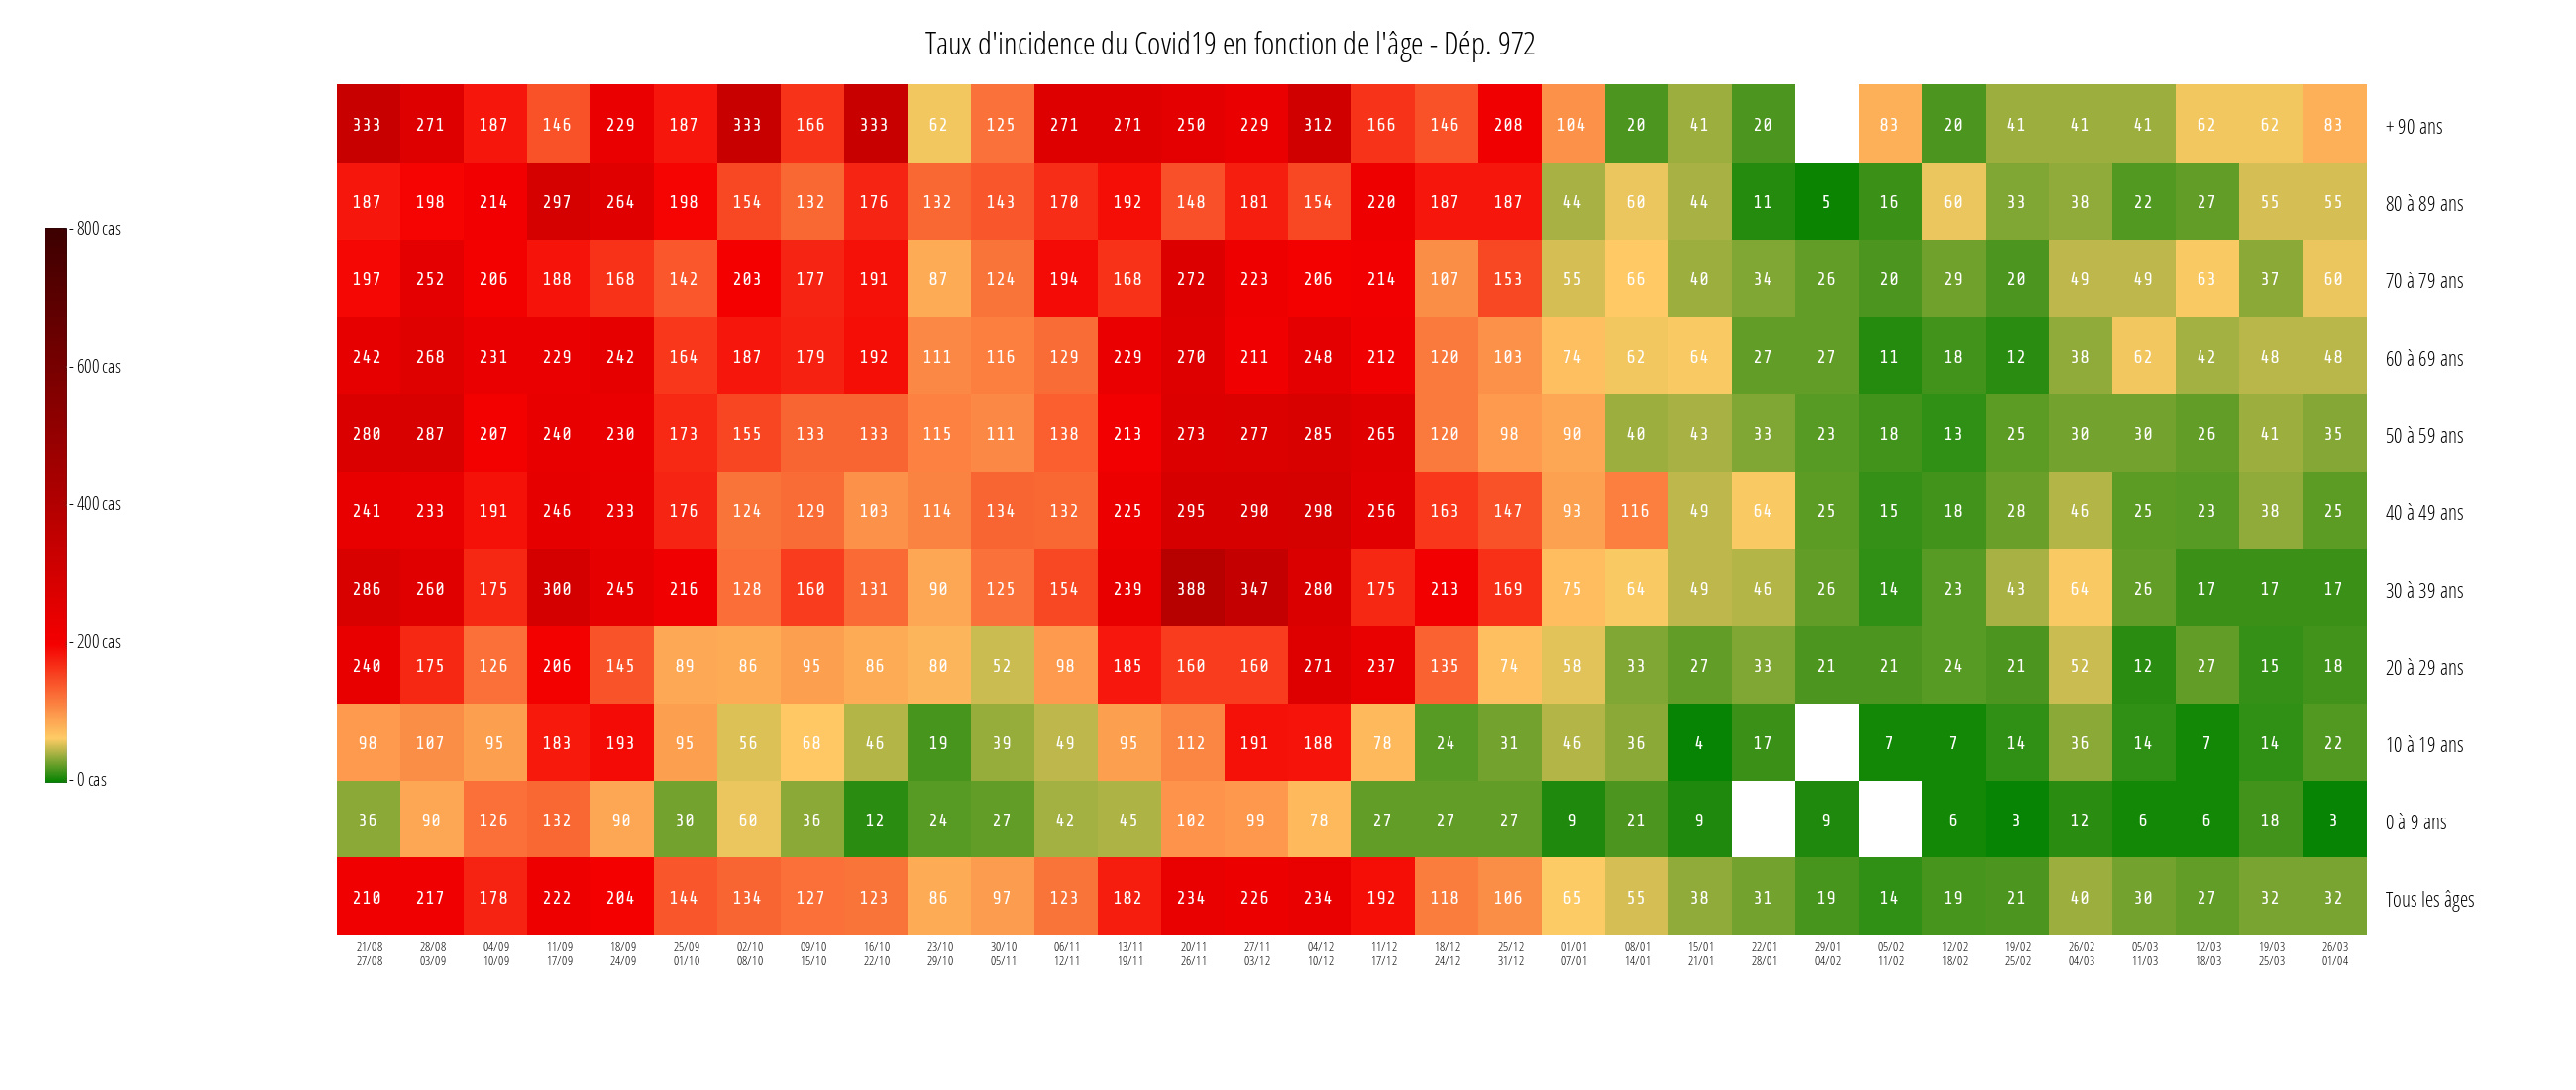 Taux d'incidence du Covid19 en fonction de l'âge - Dép. 972
- 800 cas
- 600 cas
- 400 cas
- 200 cas
- 0 cas
333 271 187 146 229 187 333 166 333 62 125 271 271 250 229 312 166 146 208 104 20 41 20 83 20 41 41 41 62 62 83 + 90 ans
187 198 214 297 264 198 154 132 176 132 143 170 192 148 181 154 220 187 187 44 60 44 11 5 16 60 33 38 22 27 55 55 80 à 89 ans
197 252 206 188 168 142 203 177 191 87 124 194 168 272 223 206 214 107 153 55 66 40 34 26 20 29 20 49 49 63 37 60 70 à 79 ans
242 268 231 229 242 164 187 179 192 111 116 129 229 270 211 248 212 120 103 74 62 64 27 27 11 18 12 38 62 42 48 48 60 à 69 ans
280 287 207 240 230 173 155 133 133 115 111 138 213 273 277 285 265 120 98 90 40 43 33 23 18 13 25 30 30 26 41 35 50 à 59 ans
241 233 191 246 233 176 124 129 103 114 134 132 225 295 290 298 256 163 147 93 116 49 64 25 15 18 28 46 25 23 38 25 40 à 49 ans
286 260 175 300 245 216 128 160 131 90 125 154 239 388 347 280 175 213 169 75 64 49 46 26 14 23 43 64 26 17 17 17 30 à 39 ans
240 175 126 206 145 89 86 95 86 80 52 98 185 160 160 271 237 135 74 58 33 27 33 21 21 24 21 52 12 27 15 18 20 à 29 ans
98 107 95 183 193 95 56 68 46 19 39 49 95 112 191 188 78 24 31 46 36 4 17 7 7 14 36 14 7 14 22 10 à 19 ans
36 90 126 132 90 30 60 36 12 24 27 42 45 102 99 78 27 27 27 9 21 9 9 6 3 12 6 6 18 3 0 à 9 ans
210 217 178 222 204 144 134 127 123 86 97 123 182 234 226 234 192 118 106 65 55 38 31 19 14 19 21 40 30 27 32 32 Tous les âges
21/08 28/08 04/09 11/09 18/09 25/09 02/10 09/10 16/10 23/10 30/10 06/11 13/11 20/11 27/11 04/12 11/12 18/12 25/12 01/01 08/01 15/01 22/01 29/01 05/02 12/02 19/02 26/02 05/03 12/03 19/03 26/03
27/08 03/09 10/09 17/09 24/09 01/10 08/10 15/10 22/10 29/10 05/11 12/11 19/11 26/11 03/12 10/12 17/12 24/12 31/12 07/01 14/01 21/01 28/01 04/02 11/02 18/02 25/02 04/03 11/03 18/03 25/03 01/04